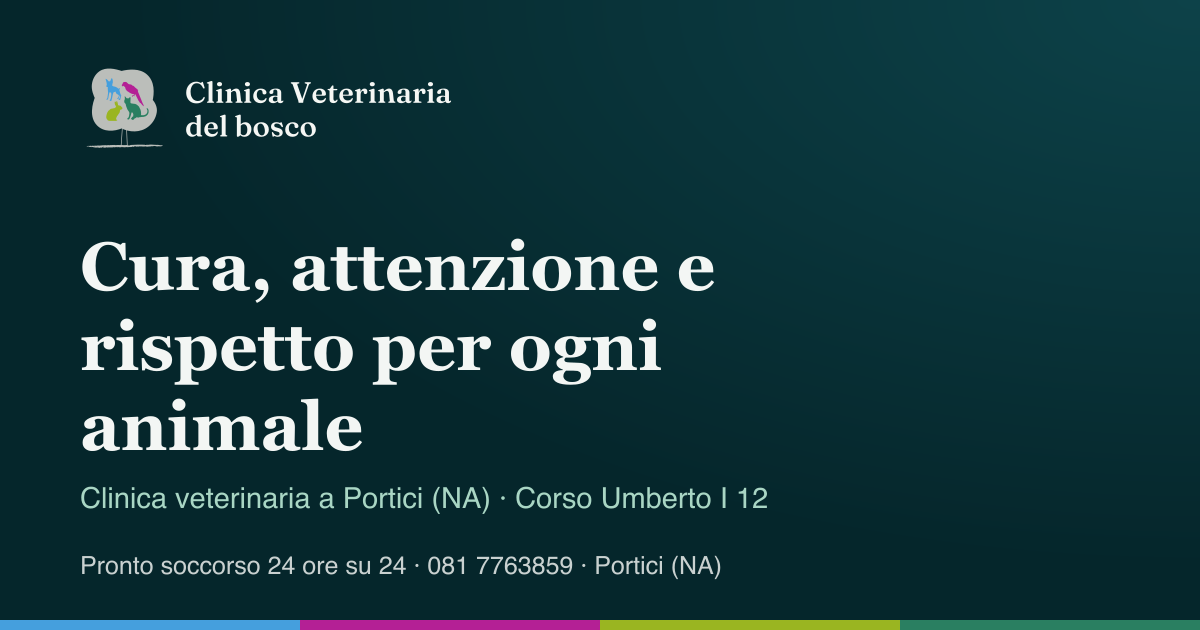 Clinica Veterinaria
del bosco
Cura, attenzione e
rispetto per ogni
animale
Clinica veterinaria a Portici (NA) · Corso Umberto I 12
Pronto soccorso 24 ore su 24 · 081 7763859 · Portici (NA)